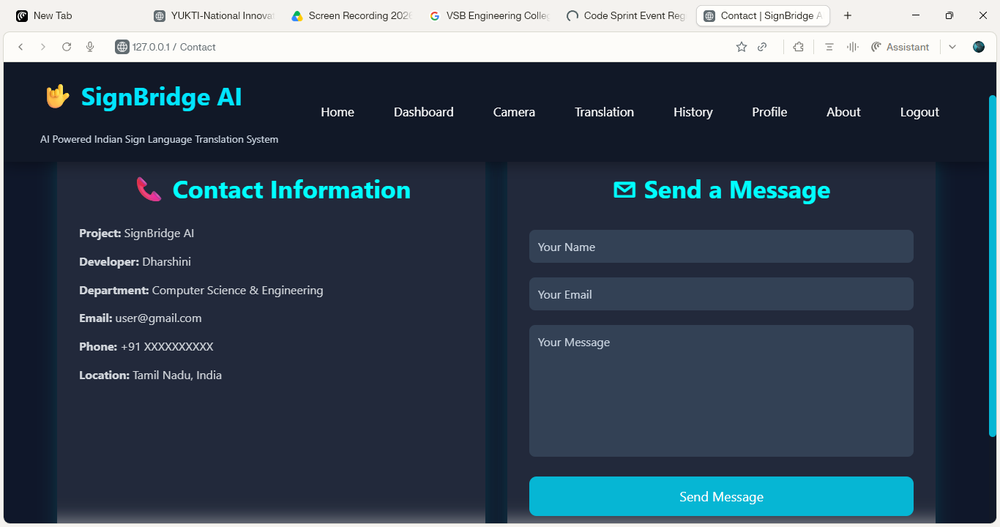 New Tab
YUKTI-National Innova
Screen Recording 202
VSB Engineering Colleg
Code Sprint Event Reg
Contact | SignBridge A
127.0.0.1 / Contact
Assistant
🤟 SignBridge AI
AI Powered Indian Sign Language Translation System
Home
Dashboard
Camera
Translation
History
Profile
About
Logout
📞 Contact Information
Project: SignBridge AI
Developer: Dharshini
Department: Computer Science & Engineering
Email: user@gmail.com
Phone: +91 XXXXXXXXXX
Location: Tamil Nadu, India
Send a Message
Your Name
Your Email
Your Message
Send Message